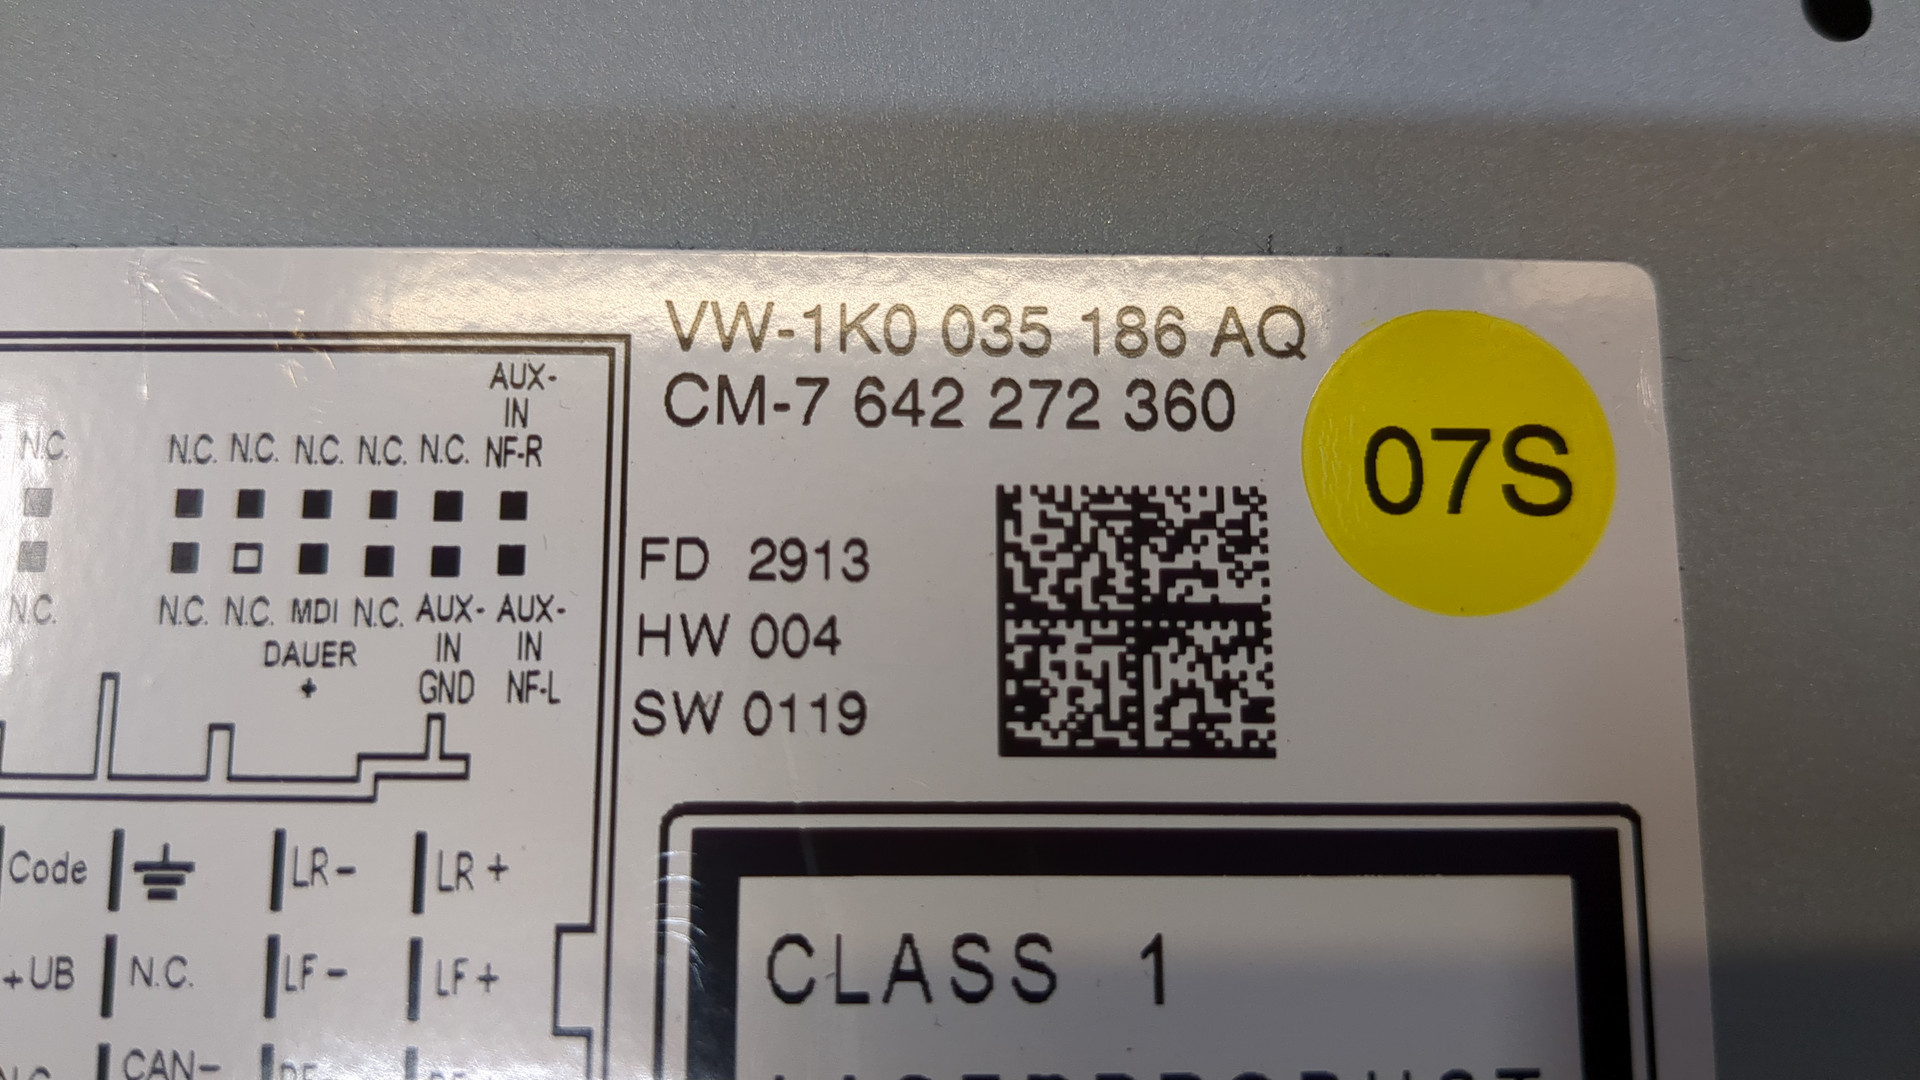 VW-1K0 035 186 AQ
CM-7 642 272 360
07S
FD 2913
HW 004
SW 0119
AUX-
IN
N.C. N.C. N.C. N.C. N.C. N.C. NF-R
N.C. N.C. N.C. MDI N.C. AUX- AUX-
DAUER IN IN
+ GND NF-L
Code LR- LR+
+UB N.C. LF- LF+
CAN-
CLASS 1